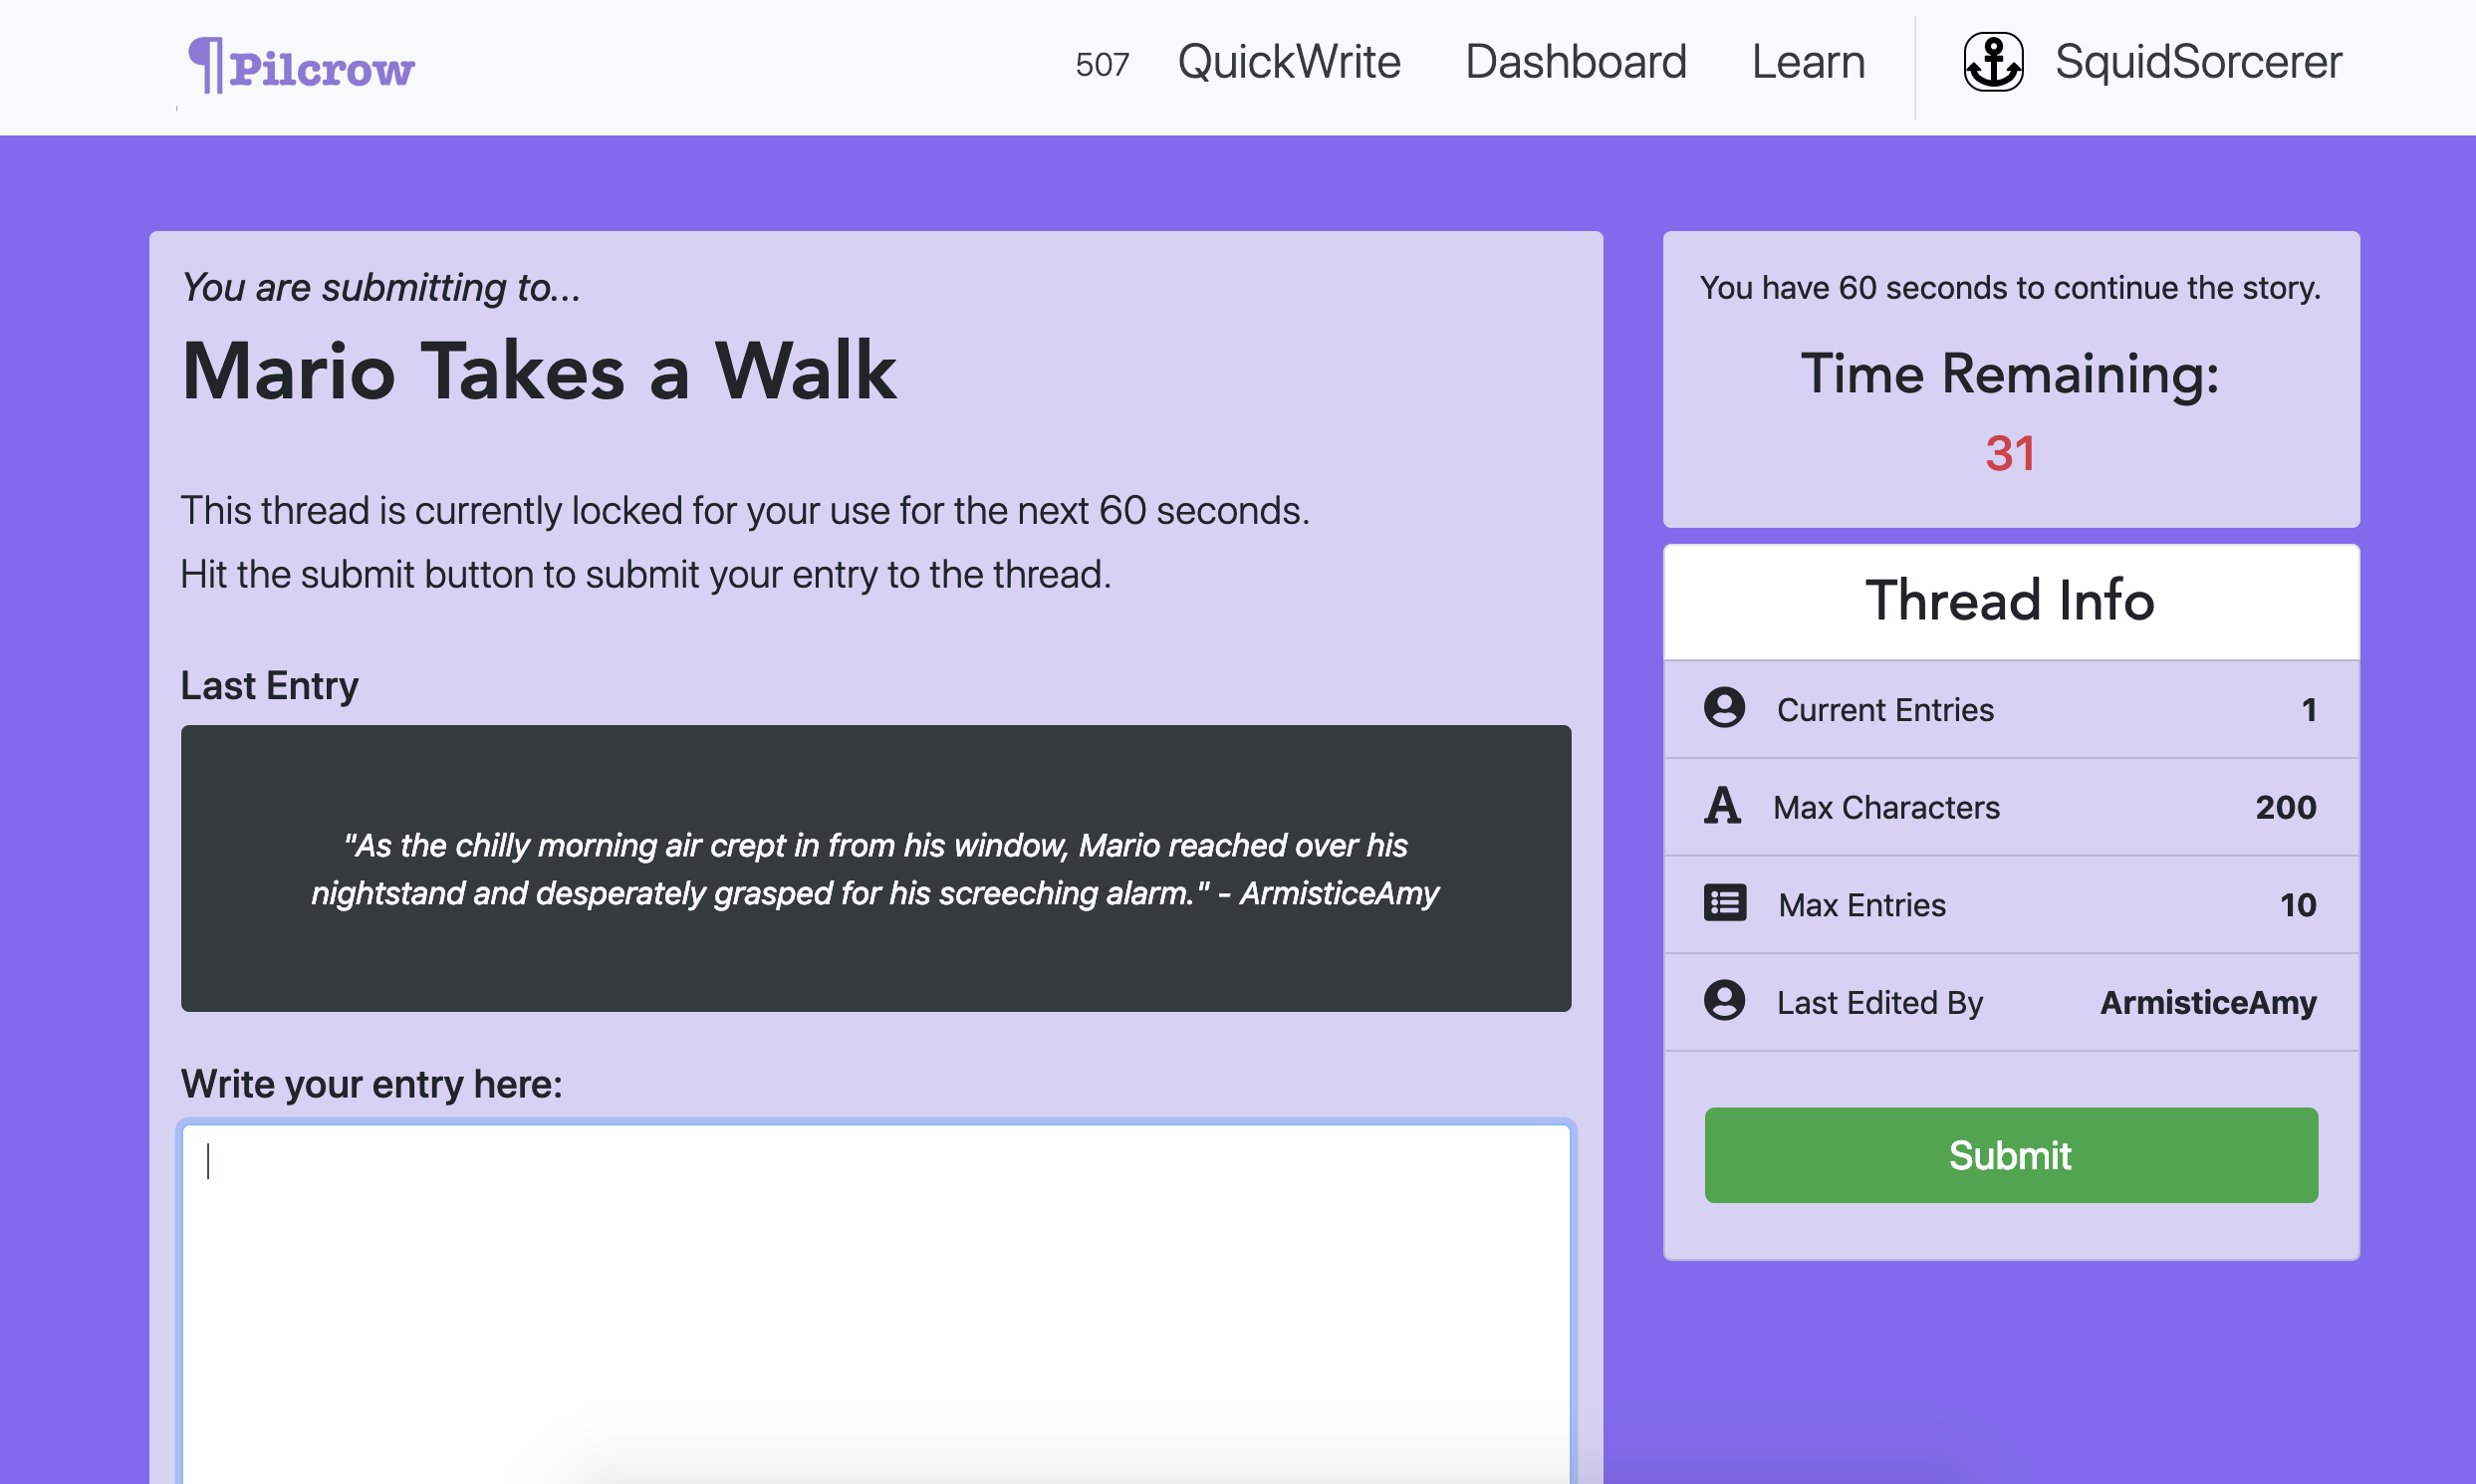 ¶Pilcrow
507 QuickWrite Dashboard Learn SquidSorcerer
You are submitting to...
Mario Takes a Walk
This thread is currently locked for your use for the next 60 seconds.
Hit the submit button to submit your entry to the thread.
Last Entry
"As the chilly morning air crept in from his window, Mario reached over his
nightstand and desperately grasped for his screeching alarm." - ArmisticeAmy
Write your entry here:
You have 60 seconds to continue the story.
Time Remaining:
31
Thread Info
Current Entries 1
Max Characters 200
Max Entries 10
Last Edited By ArmisticeAmy
Submit